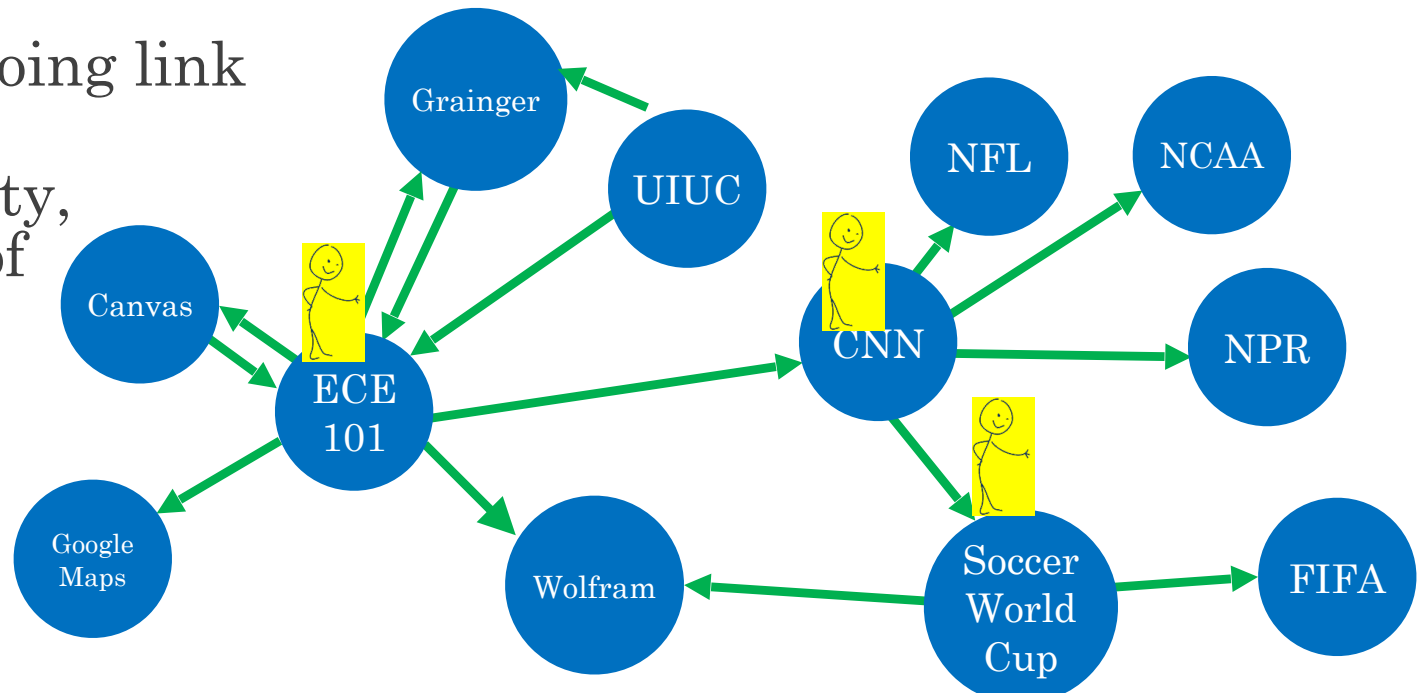 oing link
ty,
of
Grainger
UIUC
NFL
NCAA
Canvas
CNN
NPR
ECE
101
Google
Maps
Wolfram
Soccer
World
Cup
FIFA